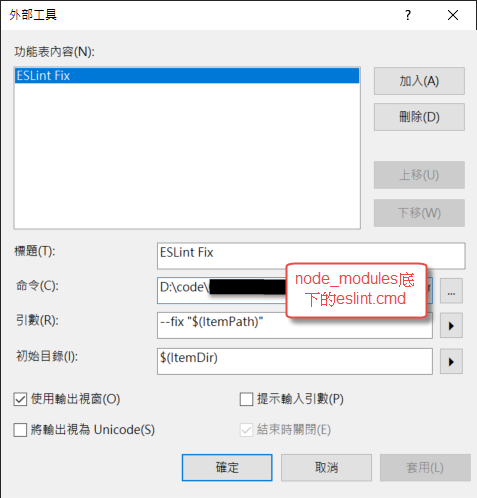 外部工具
功能表內容(N):
ESLint Fix
加入(A)
刪除(D)
上移(U)
下移(W)
標題(T):
ESLint Fix
命令(C):
D:\code\
...
node_modules底
下的eslint.cmd
引數(R):
--fix "$(ItemPath)"
初始目錄(I):
$(ItemDir)
使用輸出視窗(O)
提示輸入引數(P)
將輸出視為 Unicode(S)
結束時關閉(E)
確定
取消
套用(L)